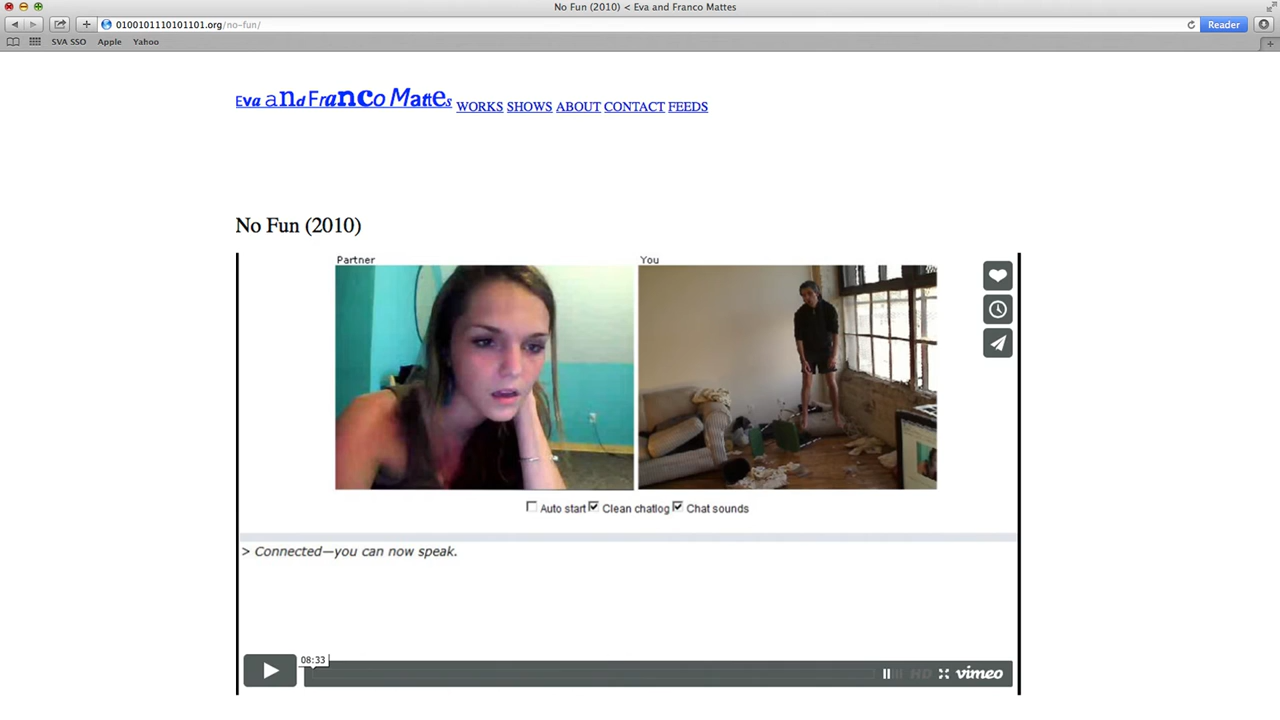 No Fun (2010) < Eva and Franco Mattes
0100101110101101.org/no-fun/
Reader
SVA SSO Apple Yahoo
Eva and Franco Mattes WORKS SHOWS ABOUT CONTACT FEEDS
No Fun (2010)
Partner You
Auto start Clean chatlog Chat sounds
> Connected—you can now speak.
08:33
HD vimeo